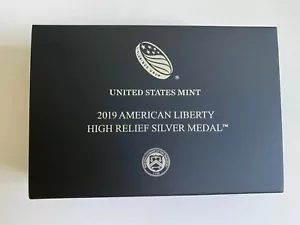 UNITED STATES MINT
2019 AMERICAN LIBERTY
HIGH RELIEF SILVER MEDAL™